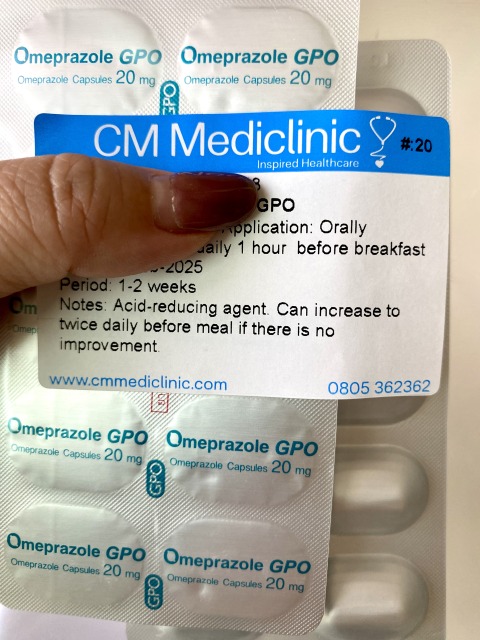 Omeprazole GPO Omeprazole GPO
Omeprazole Capsules 20 mg Omeprazole Capsules 20 mg
GPO
CM Mediclinic #:20
Inspired Healthcare
GPO
Application: Orally
daily 1 hour before breakfast
-2025
Period: 1-2 weeks
Notes: Acid-reducing agent. Can increase to
twice daily before meal if there is no
improvement.
www.cmmediclinic.com 0805 362362
Omeprazole GPO Omeprazole GPO
Omeprazole Capsules 20 mg Omeprazole Capsules 20 mg
GPO
Omeprazole GPO Omeprazole GPO
Omeprazole Capsules 20 mg Omeprazole Capsules 20 mg
GPO